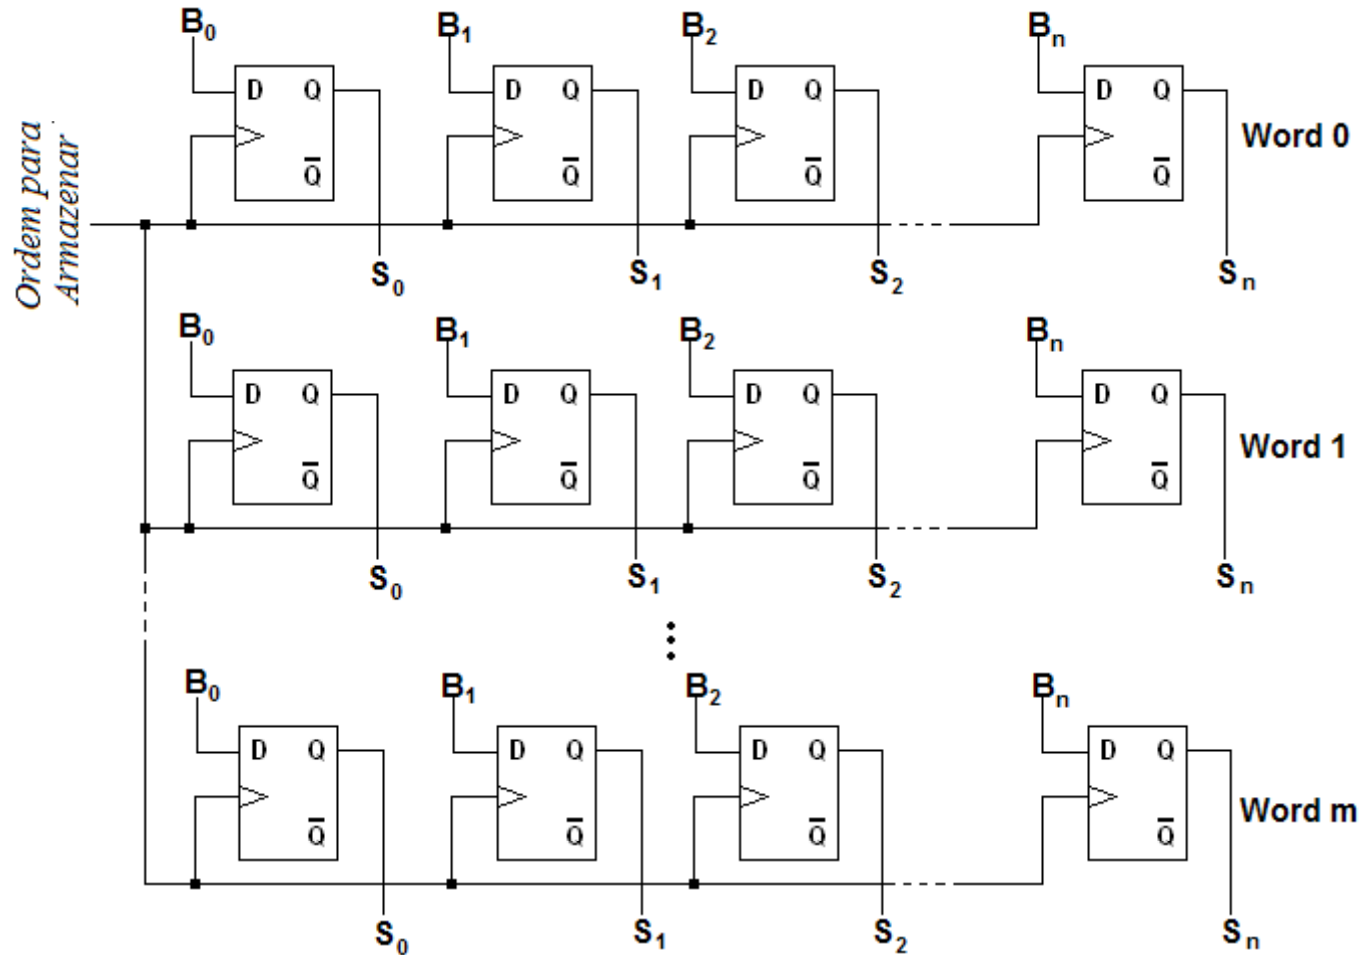 B0 B1 B2 Bn
D Q D Q D Q D Q
Word 0
Q Q Q Q
Ordem para
Armazenar
S0 S1 S2 Sn
B0 B1 B2 Bn
D Q D Q D Q D Q
Word 1
Q Q Q Q
S0 S1 S2 Sn
B0 B1 B2 Bn
D Q D Q D Q D Q
Word m
Q Q Q Q
S0 S1 S2 Sn